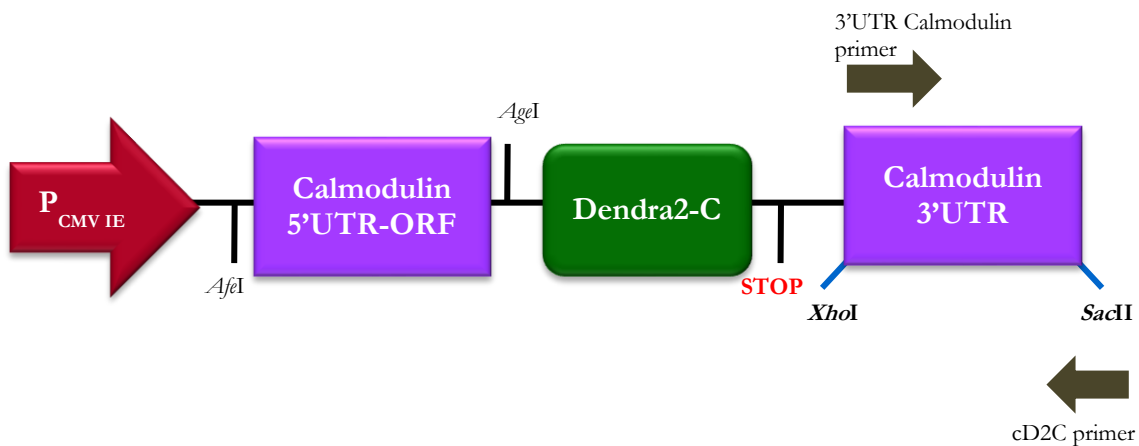 3'UTR Calmodulin
primer
AgeI
P CMV IE
Calmodulin
5'UTR-ORF
Dendra2-C
Calmodulin
3'UTR
AfeI
STOP
XhoI
SacII
cD2C primer